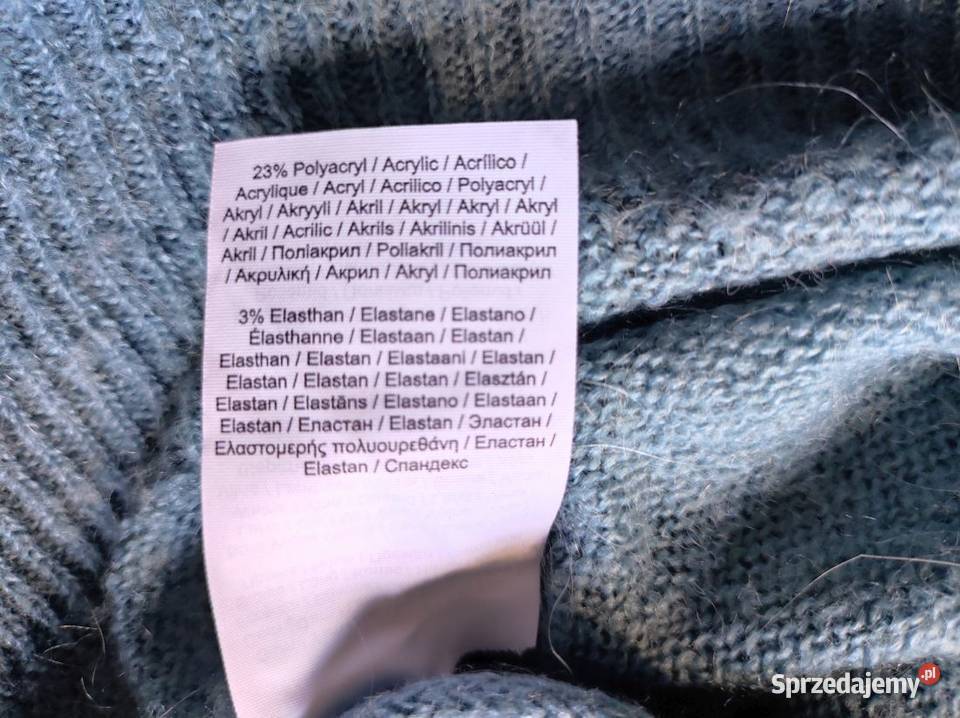 23% Polyacryl / Acrylic / Acrílico /
Acrylique / Acryl / Acrilico / Polyacryl /
Akryl / Akryyli / Akril / Akryl / Akryl / Akryl
/ Akril / Acrilic / Akrils / Akrilinis / Akrüül /
Akril / Поліакрил / Poliakril / Полиакрил
/ Ακρυλική / Акрил / Akryl / Полиакрил
3% Elasthan / Elastane / Elastano /
Élasthanne / Elastaan / Elastan /
Elasthan / Elastan / Elastaani / Elastan /
Elastan / Elastan / Elastan / Elasztán /
Elastan / Elastāns / Elastano / Elastaan /
Elastan / Еластан / Elastan / Эластан /
Ελαστομερής πολυουρεθάνη / Еластан /
Elastan / Спандекс
Sprzedajemy.pl